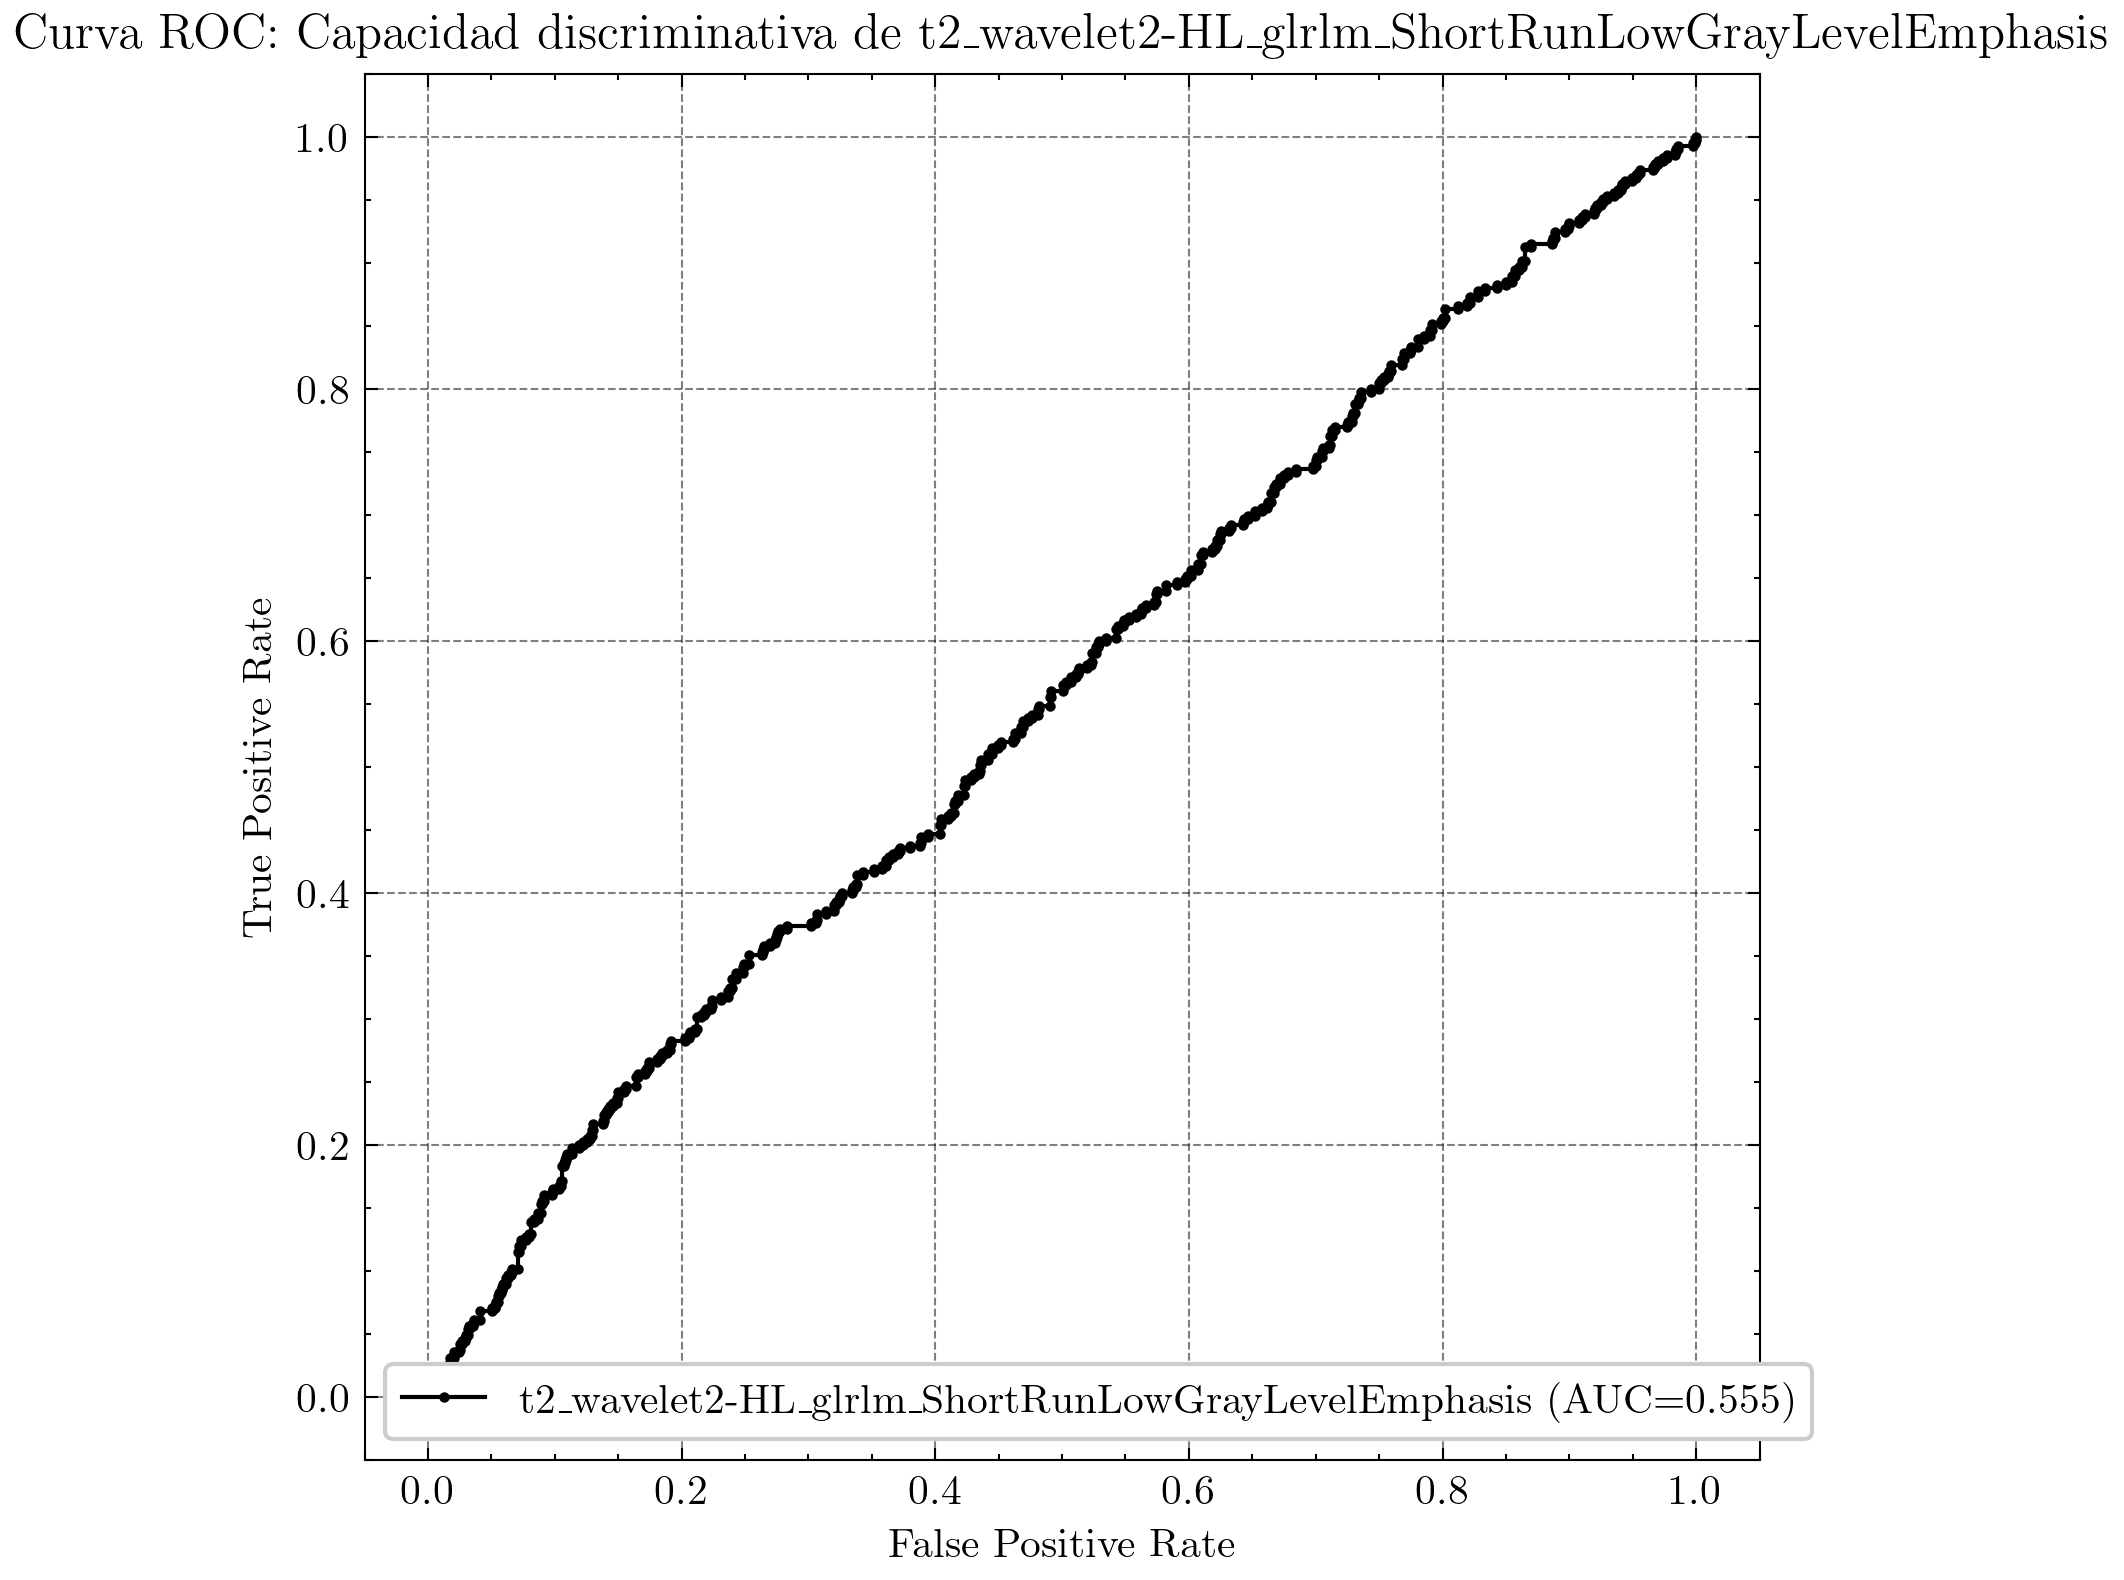 Curva ROC: Capacidad discriminativa de t2_wavelet2-HL_glrlm_ShortRunLowGrayLevelEmphasis
1.0
0.8
0.6
0.4
0.2
0.0
True Positive Rate
t2_wavelet2-HL_glrlm_ShortRunLowGrayLevelEmphasis (AUC=0.555)
0.0 0.2 0.4 0.6 0.8 1.0
False Positive Rate